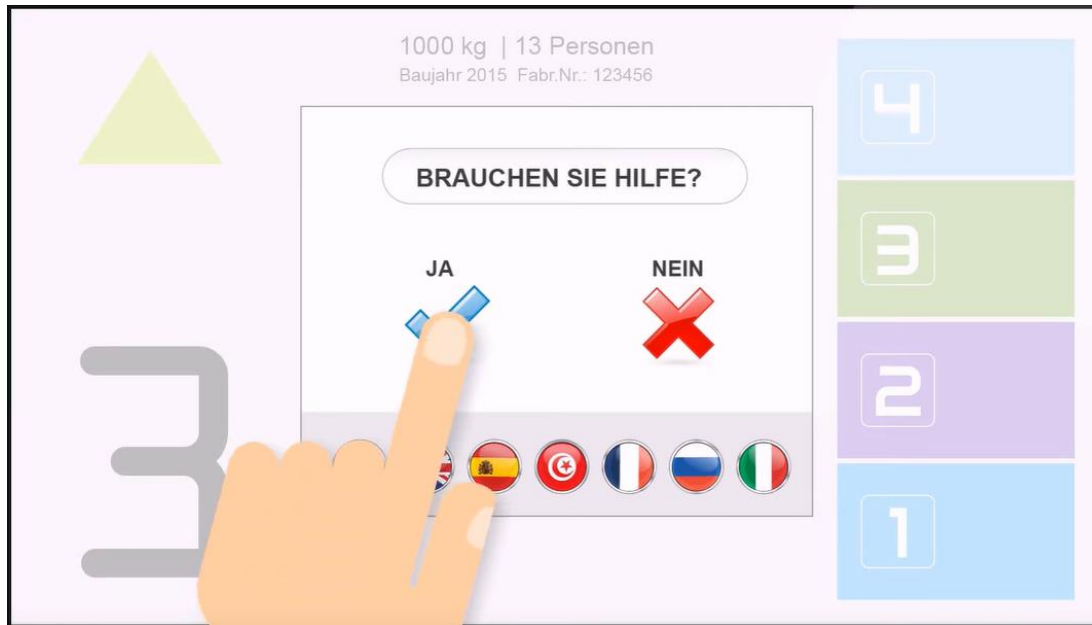 1000 kg | 13 Personen
Baujahr 2015 Fabr.Nr.: 123456
BRAUCHEN SIE HILFE?
JA NEIN
3
4
3
2
1